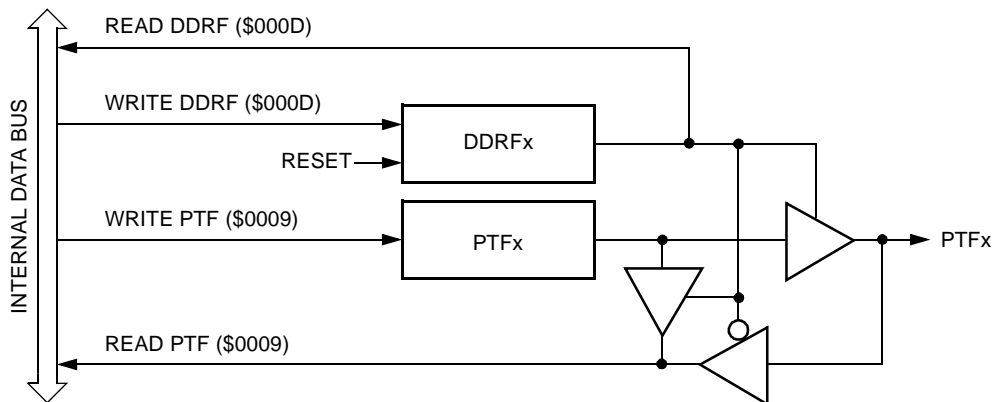 READ DDRF ($000D)
WRITE DDRF ($000D)
DDRFx
RESET
INTERNAL DATA BUS
WRITE PTF ($0009)
PTFx
PTFx
READ PTF ($0009)